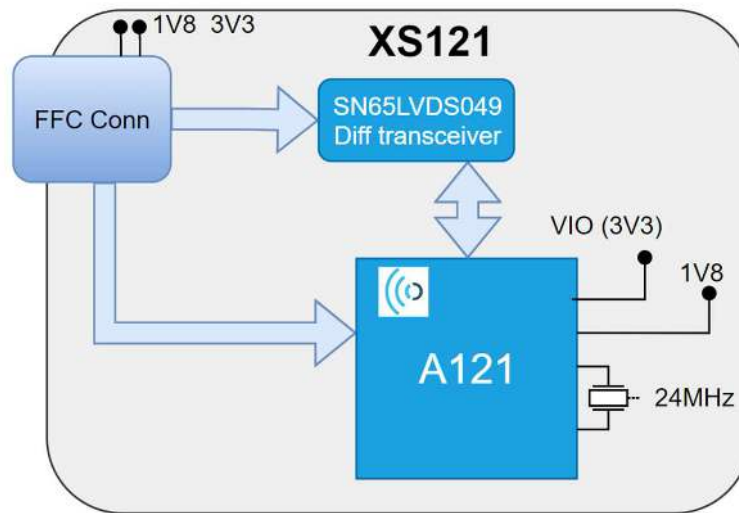 1V8 3V3
XS121
FFC Conn
SN65LVDS049
Diff transceiver
VIO (3V3)
1V8
A121
24MHz